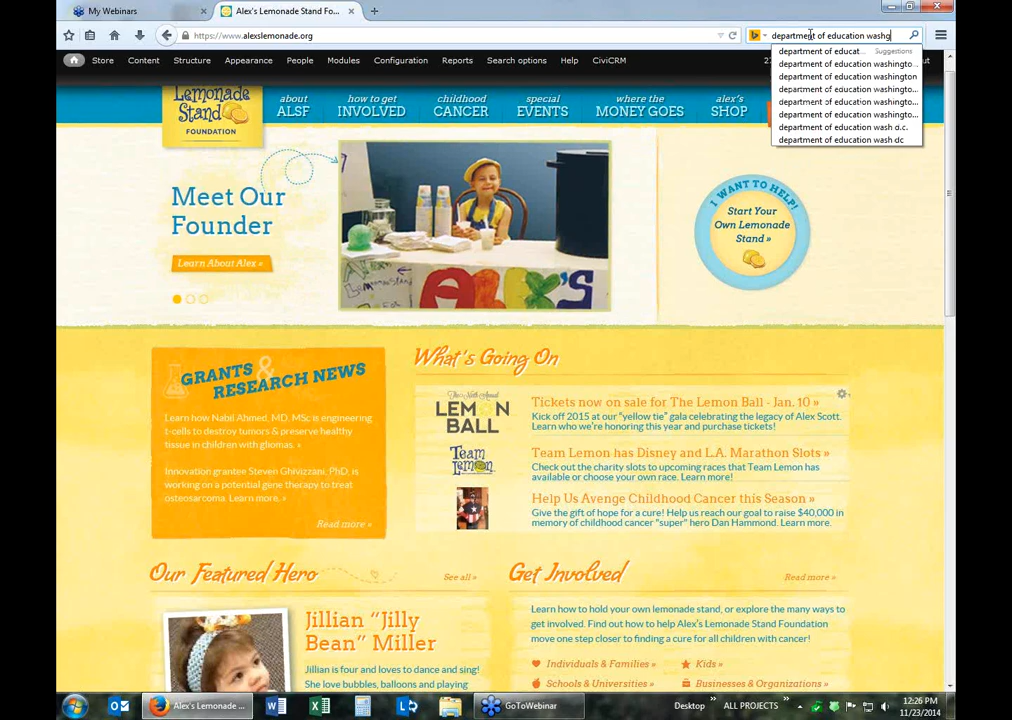 My Webinars
Alex's Lemonade Stand Fo...
https://www.alexslemonade.org
department of education washg
department of educat... Suggestions
department of education washingto...
department of education washington
department of education washingto...
department of education washingto...
department of education washingto...
department of education wash d.c.
department of education wash dc
Store Content Structure Appearance People Modules Configuration Reports Search options Help CiviCRM
Lemonade
Stand
FOUNDATION
about
ALSF
how to get
INVOLVED
childhood
CANCER
special
EVENTS
where the
MONEY GOES
alex's
SHOP
Meet Our
Founder
Learn About Alex »
ALEX'S
I WANT TO HELP!
Start Your
Own Lemonade
Stand »
GRANTS &
RESEARCH NEWS
Learn how Nabil Ahmed, MD, MSc is engineering
t-cells to destroy tumors & preserve healthy
tissue in children with gliomas. »
Innovation grantee Steven Ghivizzani, PhD, is
working on a potential gene therapy to treat
osteosarcoma. Learn more. »
Read more »
What's Going On
The Ninth Annual
LEMON
BALL
Tickets now on sale for The Lemon Ball - Jan. 10 »
Kick off 2015 at our "yellow tie" gala celebrating the legacy of Alex Scott.
Learn who we're honoring this year and purchase tickets!
Team
Lemon
Team Lemon has Disney and L.A. Marathon Slots »
Check out the charity slots to upcoming races that Team Lemon has
available or choose your own race. Learn more!
Help Us Avenge Childhood Cancer this Season »
Give the gift of hope for a cure! Help us reach our goal to raise $40,000 in
memory of childhood cancer "super" hero Dan Hammond. Learn more.
Our Featured Hero
See all »
Jillian "Jilly
Bean" Miller
Jillian is four and loves to dance and sing!
She love bubbles, balloons and playing
Get Involved
Read more »
Learn how to hold your own lemonade stand, or explore the many ways to
get involved. Find out how to help Alex's Lemonade Stand Foundation
move one step closer to finding a cure for all children with cancer!
Individuals & Families »
Kids »
Schools & Universities »
Businesses & Organizations »
Alex's Lemonade ...
GoToWebinar
Desktop
ALL PROJECTS
12:26 PM
11/23/2014